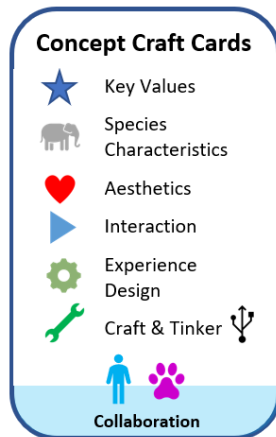 Concept Craft Cards
Key Values
Species
Characteristics
Aesthetics
Interaction
Experience
Design
Craft & Tinker
Collaboration